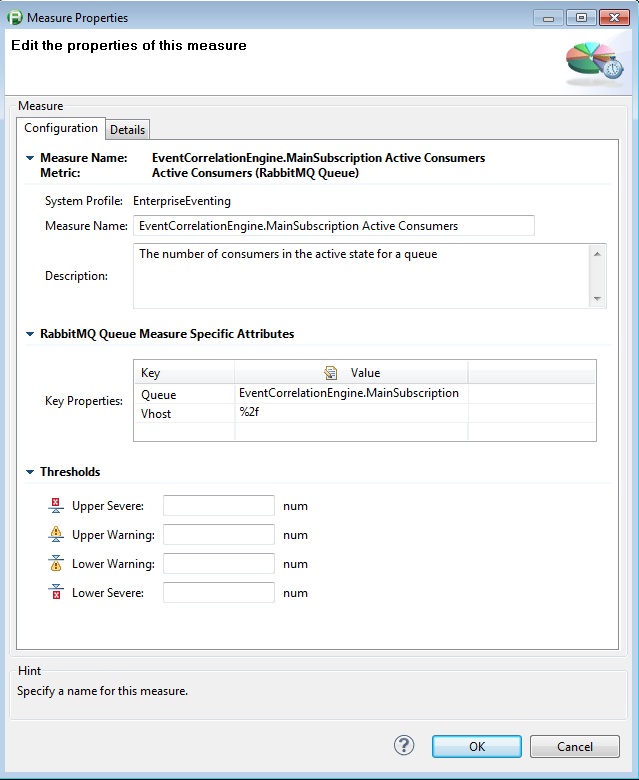 Measure Properties
Edit the properties of this measure
Measure
Configuration Details
Measure Name: EventCorrelationEngine.MainSubscription Active Consumers
Metric: Active Consumers (RabbitMQ Queue)
System Profile: EnterpriseEventing
Measure Name: EventCorrelationEngine.MainSubscription Active Consumers
Description: The number of consumers in the active state for a queue
RabbitMQ Queue Measure Specific Attributes
Key Properties:
Key Value
Queue EventCorrelationEngine.MainSubscription
Vhost %2f
Thresholds
Upper Severe: num
Upper Warning: num
Lower Warning: num
Lower Severe: num
Hint
Specify a name for this measure.
? OK Cancel